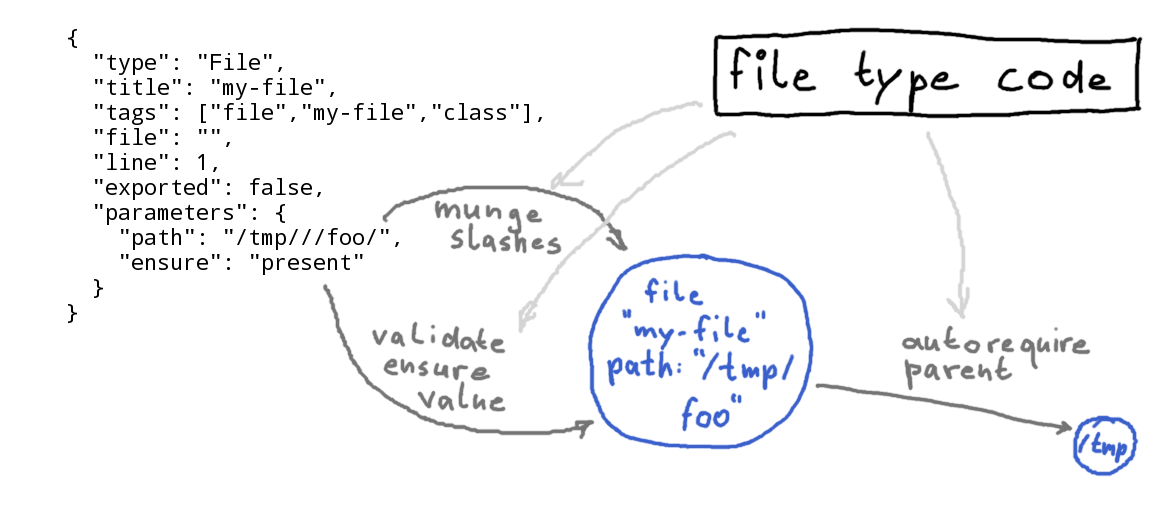 {
  "type": "File",
  "title": "my-file",
  "tags": ["file","my-file","class"],
  "file": "",
  "line": 1,
  "exported": false,
  "parameters": {
    "path": "/tmp///foo/",
    "ensure": "present"
  }
}
file type code
munge
slashes
validate
ensure
value
file
"my-file"
path: "/tmp/
foo"
autorequire
parent
/tmp